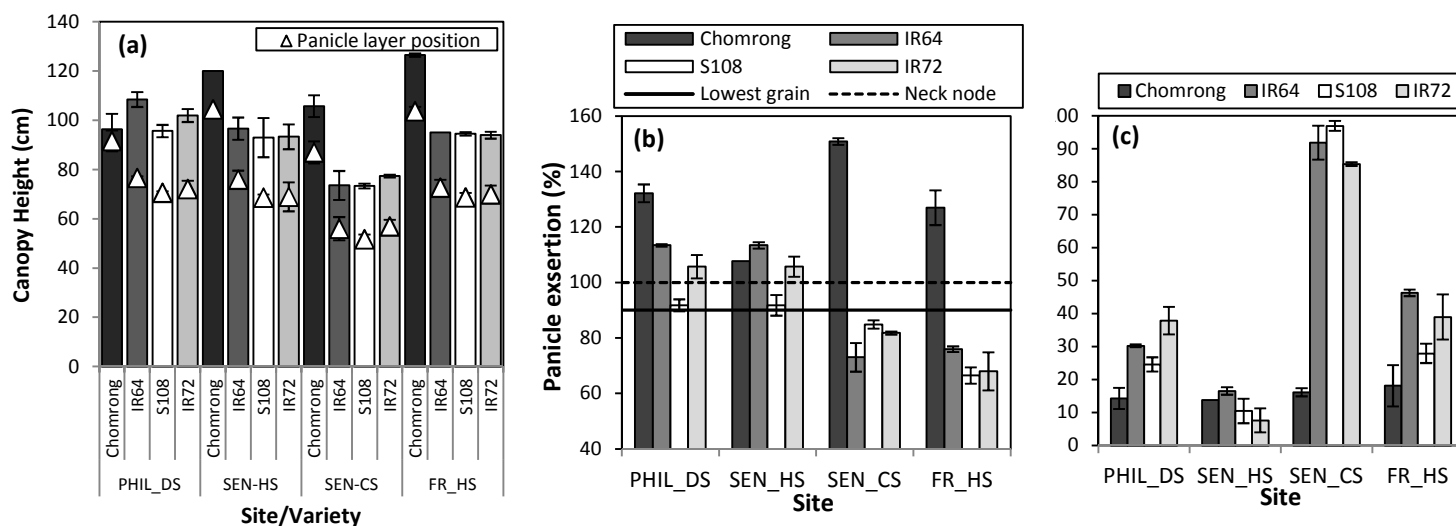 (a)
Panicle layer position
Canopy Height (cm)
140
120
100
80
60
40
20
0
Chomrong
IR64
S108
IR72
Chomrong
IR64
S108
IR72
Chomrong
IR64
S108
IR72
Chomrong
IR64
S108
IR72
PHIL_DS
SEN-HS
SEN-CS
FR_HS
Site/Variety
Chomrong
IR64
S108
IR72
Lowest grain
Neck node
(b)
Panicle exsertion (%)
160
140
120
100
80
60
40
PHIL_DS
SEN_HS
SEN_CS
FR_HS
Site
Chomrong
IR64
S108
IR72
(c)
90
80
70
60
50
40
30
20
10
0
PHIL_DS
SEN_HS
SEN_CS
FR_HS
Site